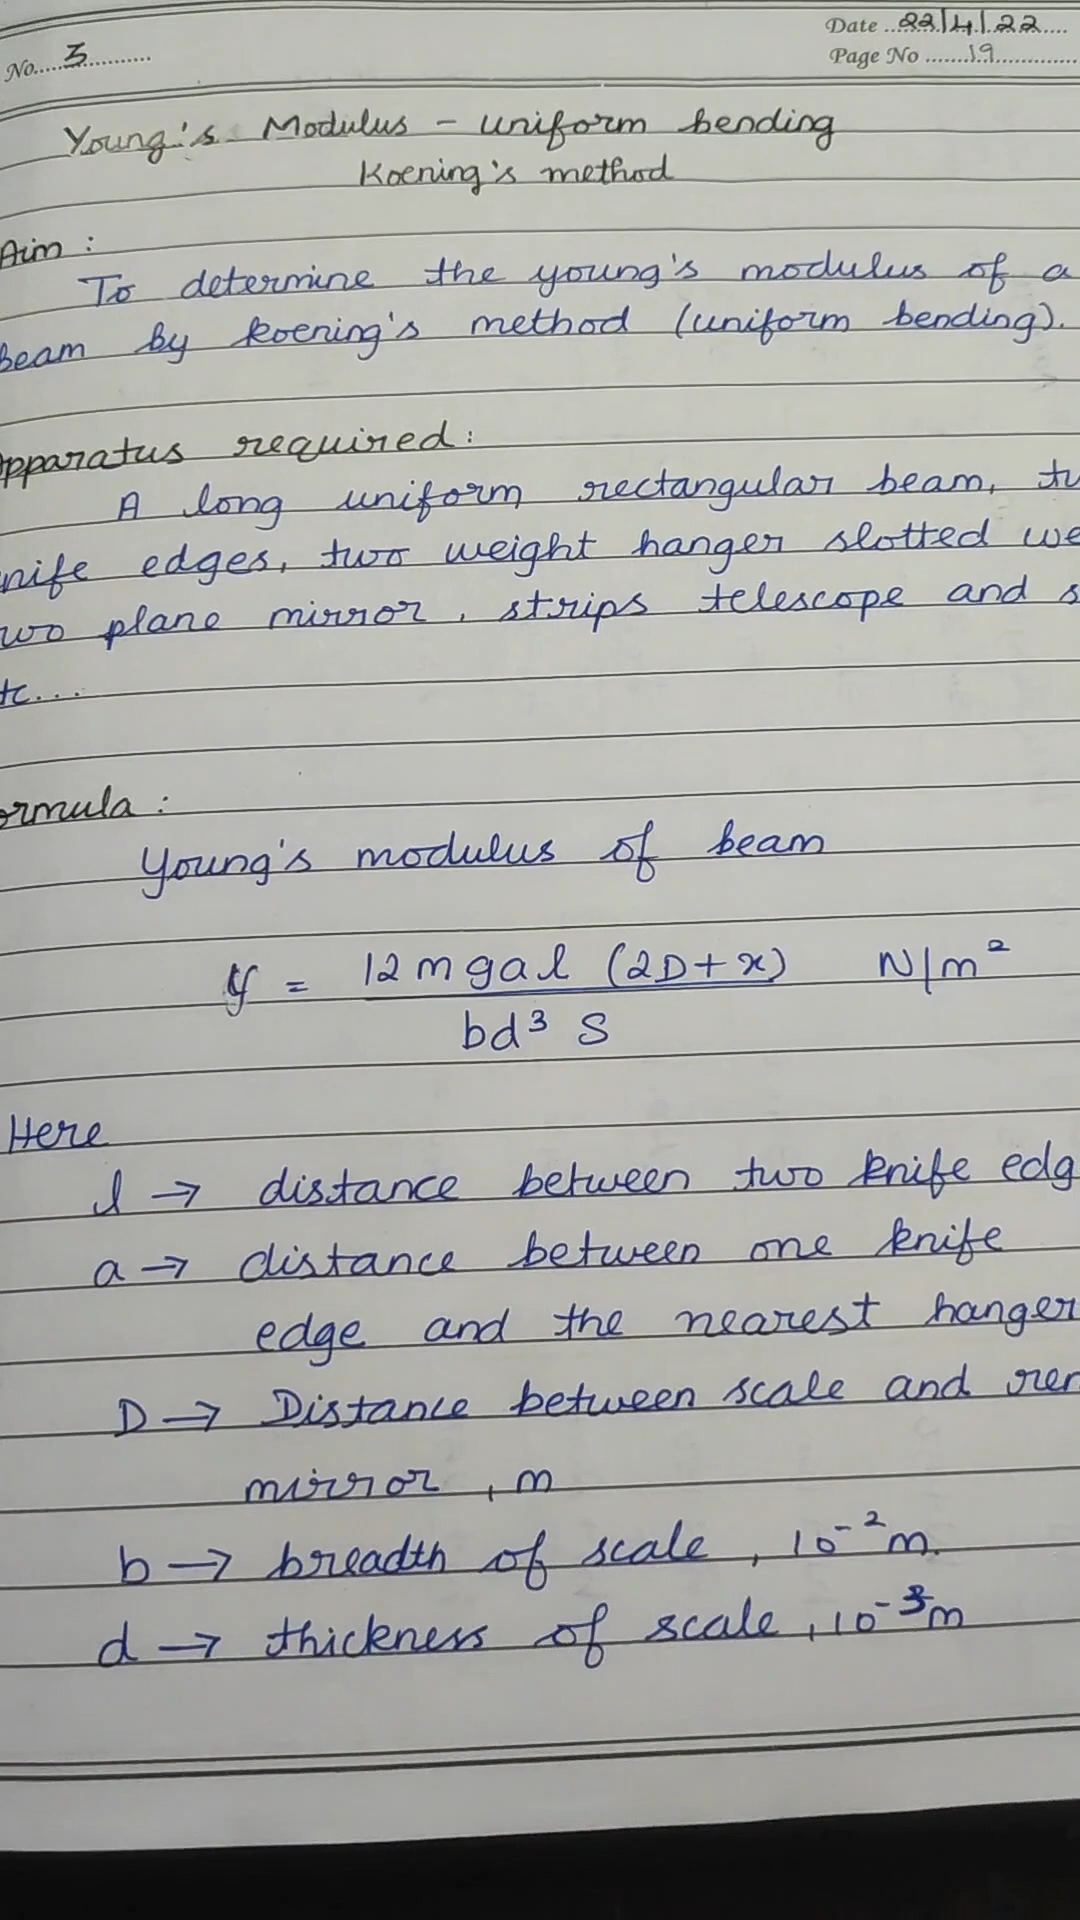 Date ..22/4/22....
No.....3.............
Page No .......19.............
Young's Modulus - uniform bending
Koening's method
Aim :
To determine the young's modulus of a
beam by koening's method (uniform bending).
pparatus required:
A long uniform rectangular beam, tw
nife edges, two weight hanger slotted we
wo plane mirror, strips telescope and s
tc...
ormula :
Young's modulus of beam
y = 12 m g a l (2D+x) N/m²
bd³ S
Here
l → distance between two knife edg
a → distance between one knife
edge and the nearest hanger
D → Distance between scale and rem
mirror, m
b → breadth of scale, 10⁻²m.
d → thickness of scale, 10⁻³m